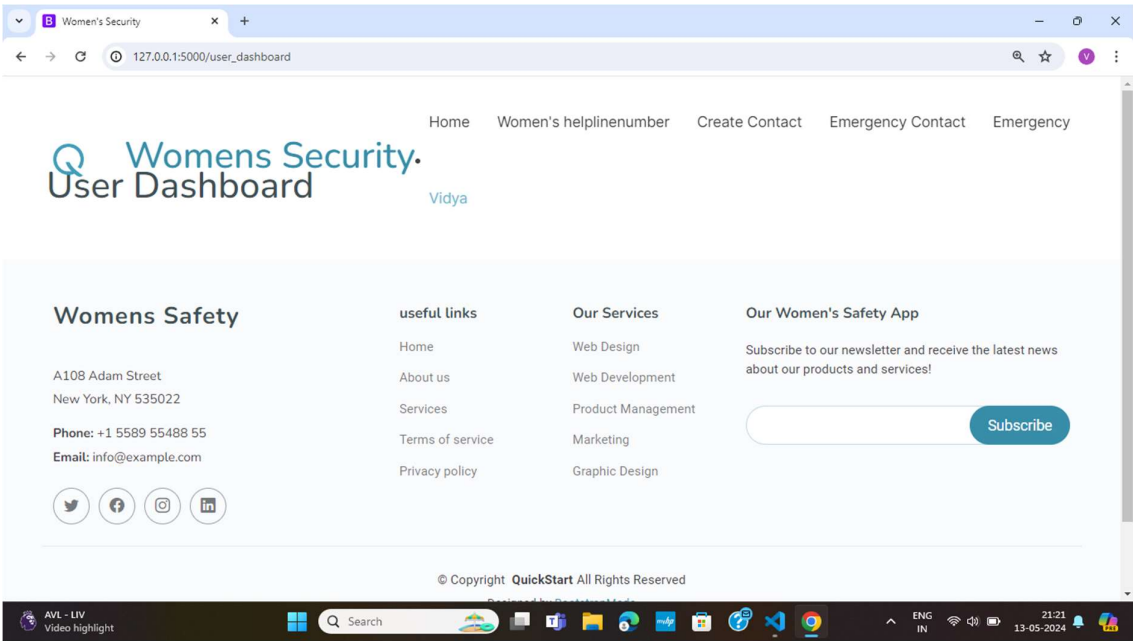 Women's Security
127.0.0.1:5000/user_dashboard
V
Home Women's helplinenumber Create Contact Emergency Contact Emergency
Womens Security.
User Dashboard
Vidya
Womens Safety
A108 Adam Street
New York, NY 535022
Phone: +1 5589 55488 55
Email: info@example.com
useful links
Home
About us
Services
Terms of service
Privacy policy
Our Services
Web Design
Web Development
Product Management
Marketing
Graphic Design
Our Women's Safety App
Subscribe to our newsletter and receive the latest news
about our products and services!
Subscribe
© Copyright QuickStart All Rights Reserved
Designed by BootstrapMade
AVL - LIV
Video highlight
Search
ENG
IN
21:21
13-05-2024